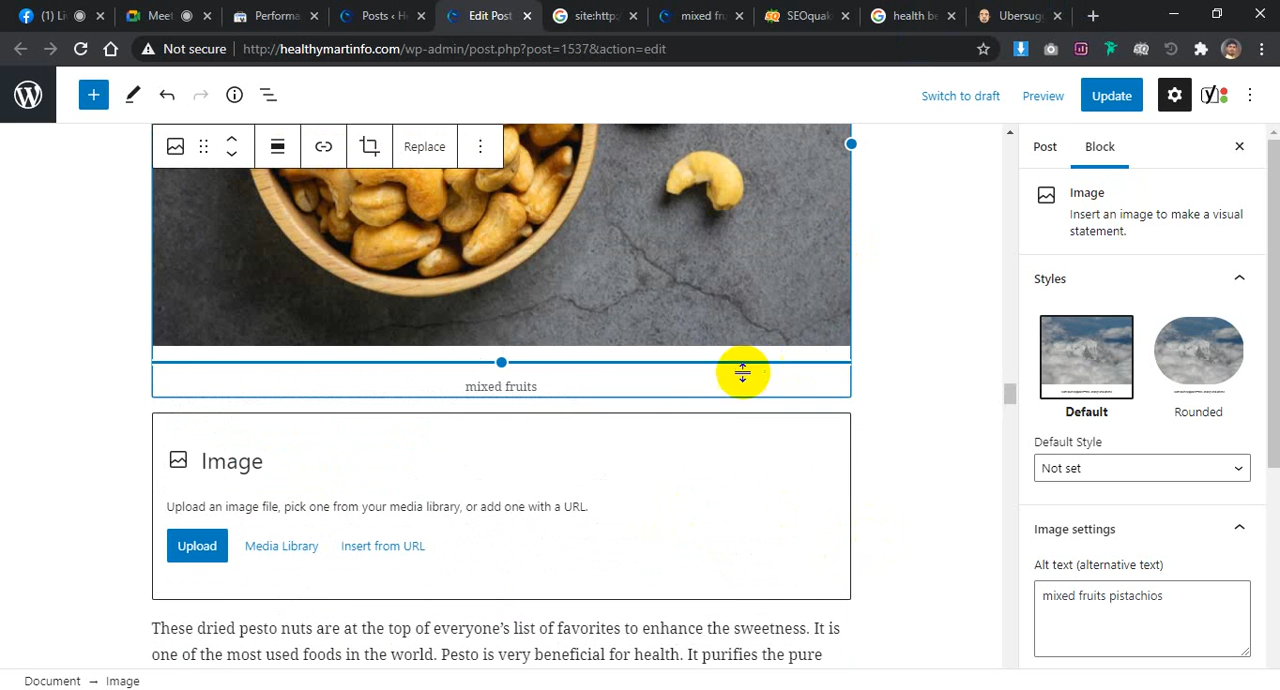 (1) Li
Meet
Performa
Posts ‹ H
Edit Post
site:http:
mixed fru
SEOquak
health be
Ubersug
Not secure
http://healthymartinfo.com/wp-admin/post.php?post=1537&action=edit
Switch to draft
Preview
Update
Replace
Post
Block
Image
Insert an image to make a visual
statement.
Styles
Default
Rounded
Default Style
Not set
Image settings
Alt text (alternative text)
mixed fruits pistachios
mixed fruits
Image
Upload an image file, pick one from your media library, or add one with a URL.
Upload
Media Library
Insert from URL
These dried pesto nuts are at the top of everyone’s list of favorites to enhance the sweetness. It is
one of the most used foods in the world. Pesto is very beneficial for health. It purifies the pure
Document → Image